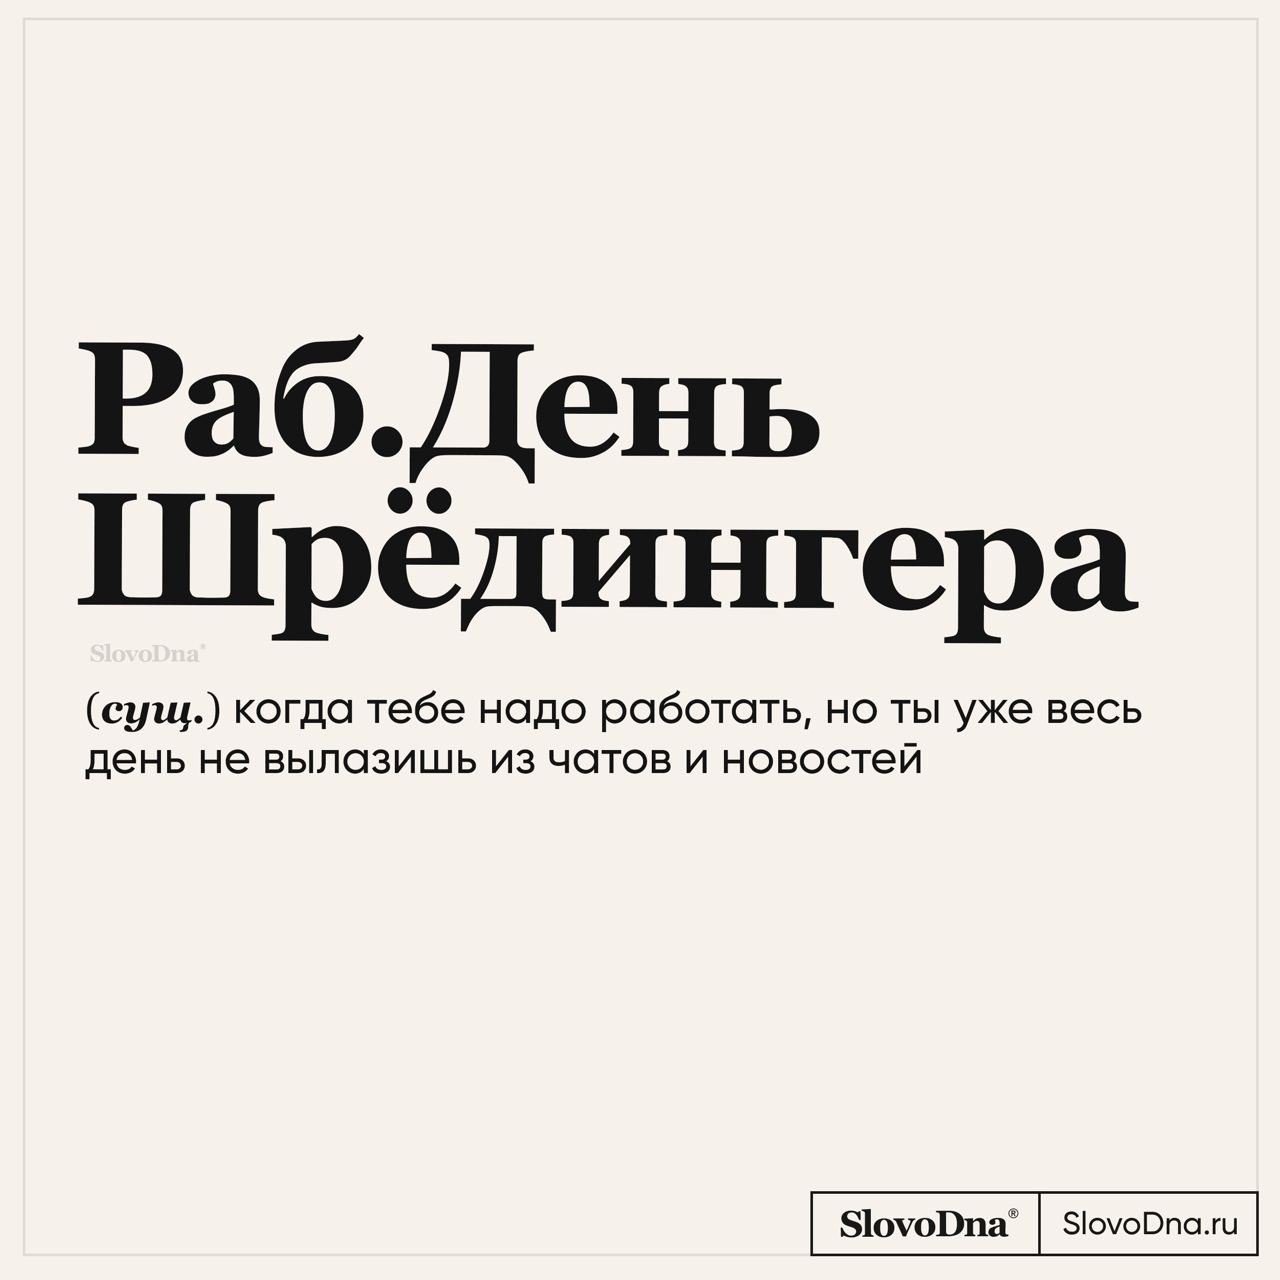 Раб.День
Шрёдингера
SlovoDna®
(сущ.) когда тебе надо работать, но ты уже весь
день не вылазишь из чатов и новостей
SlovoDna® SlovoDna.ru